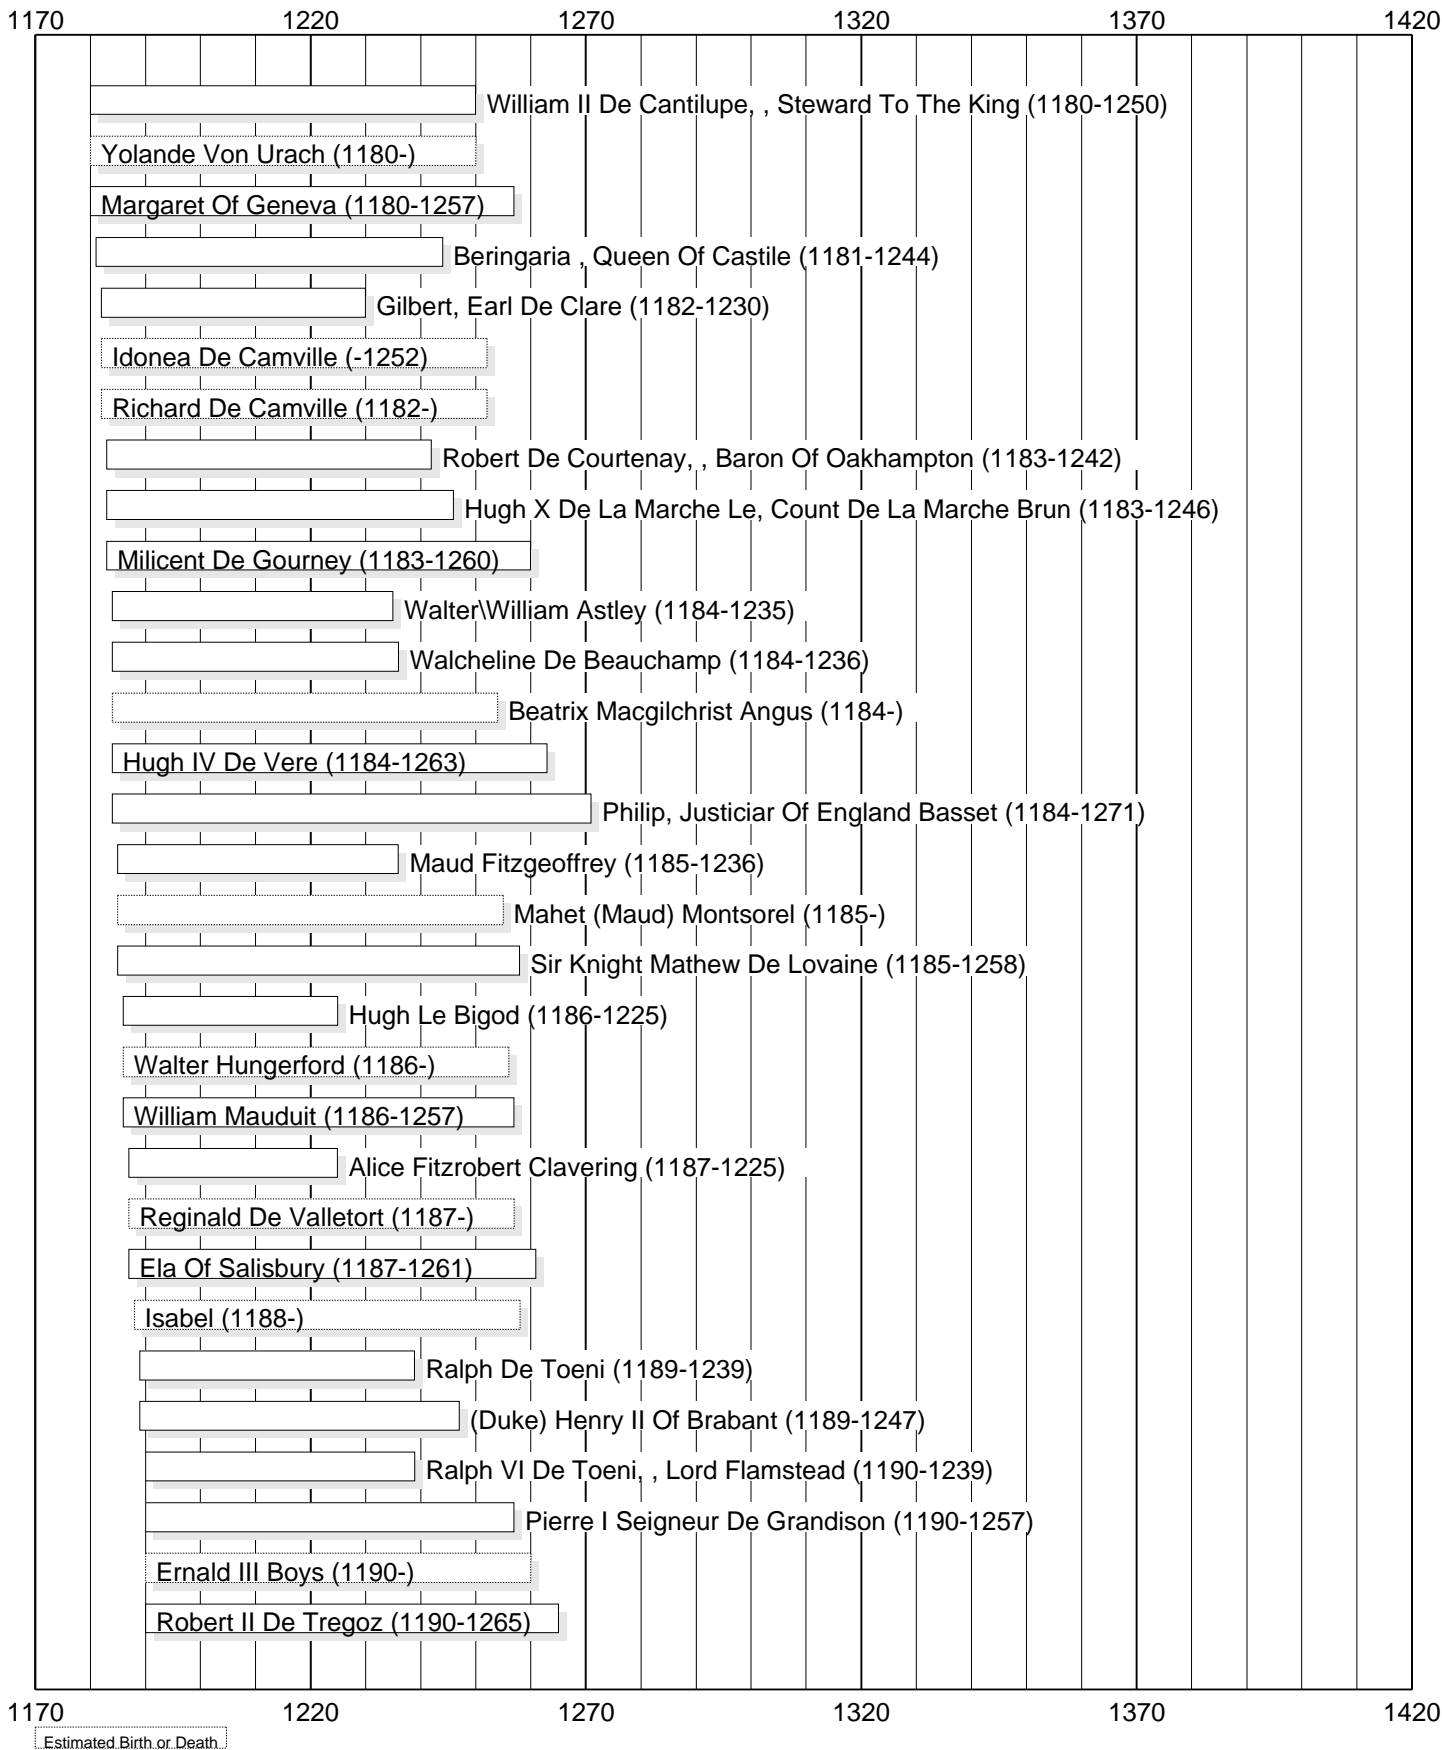 1170 1220 1270 1320 1370 1420
William II De Cantilupe, , Steward To The King (1180-1250)
Yolande Von Urach (1180-)
Margaret Of Geneva (1180-1257)
Beringaria , Queen Of Castile (1181-1244)
Gilbert, Earl De Clare (1182-1230)
Idonea De Camville (-1252)
Richard De Camville (1182-)
Robert De Courtenay, , Baron Of Oakhampton (1183-1242)
Hugh X De La Marche Le, Count De La Marche Brun (1183-1246)
Milicent De Gourney (1183-1260)
Walter\William Astley (1184-1235)
Walcheline De Beauchamp (1184-1236)
Beatrix Macgilchrist Angus (1184-)
Hugh IV De Vere (1184-1263)
Philip, Justiciar Of England Basset (1184-1271)
Maud Fitzgeoffrey (1185-1236)
Mahet (Maud) Montsorel (1185-)
Sir Knight Mathew De Lovaine (1185-1258)
Hugh Le Bigod (1186-1225)
Walter Hungerford (1186-)
William Mauduit (1186-1257)
Alice Fitzrobert Clavering (1187-1225)
Reginald De Valletort (1187-)
Ela Of Salisbury (1187-1261)
Isabel (1188-)
Ralph De Toeni (1189-1239)
(Duke) Henry II Of Brabant (1189-1247)
Ralph VI De Toeni, , Lord Flamstead (1190-1239)
Pierre I Seigneur De Grandison (1190-1257)
Ernald III Boys (1190-)
Robert II De Tregoz (1190-1265)
1170 1220 1270 1320 1370 1420
Estimated Birth or Death